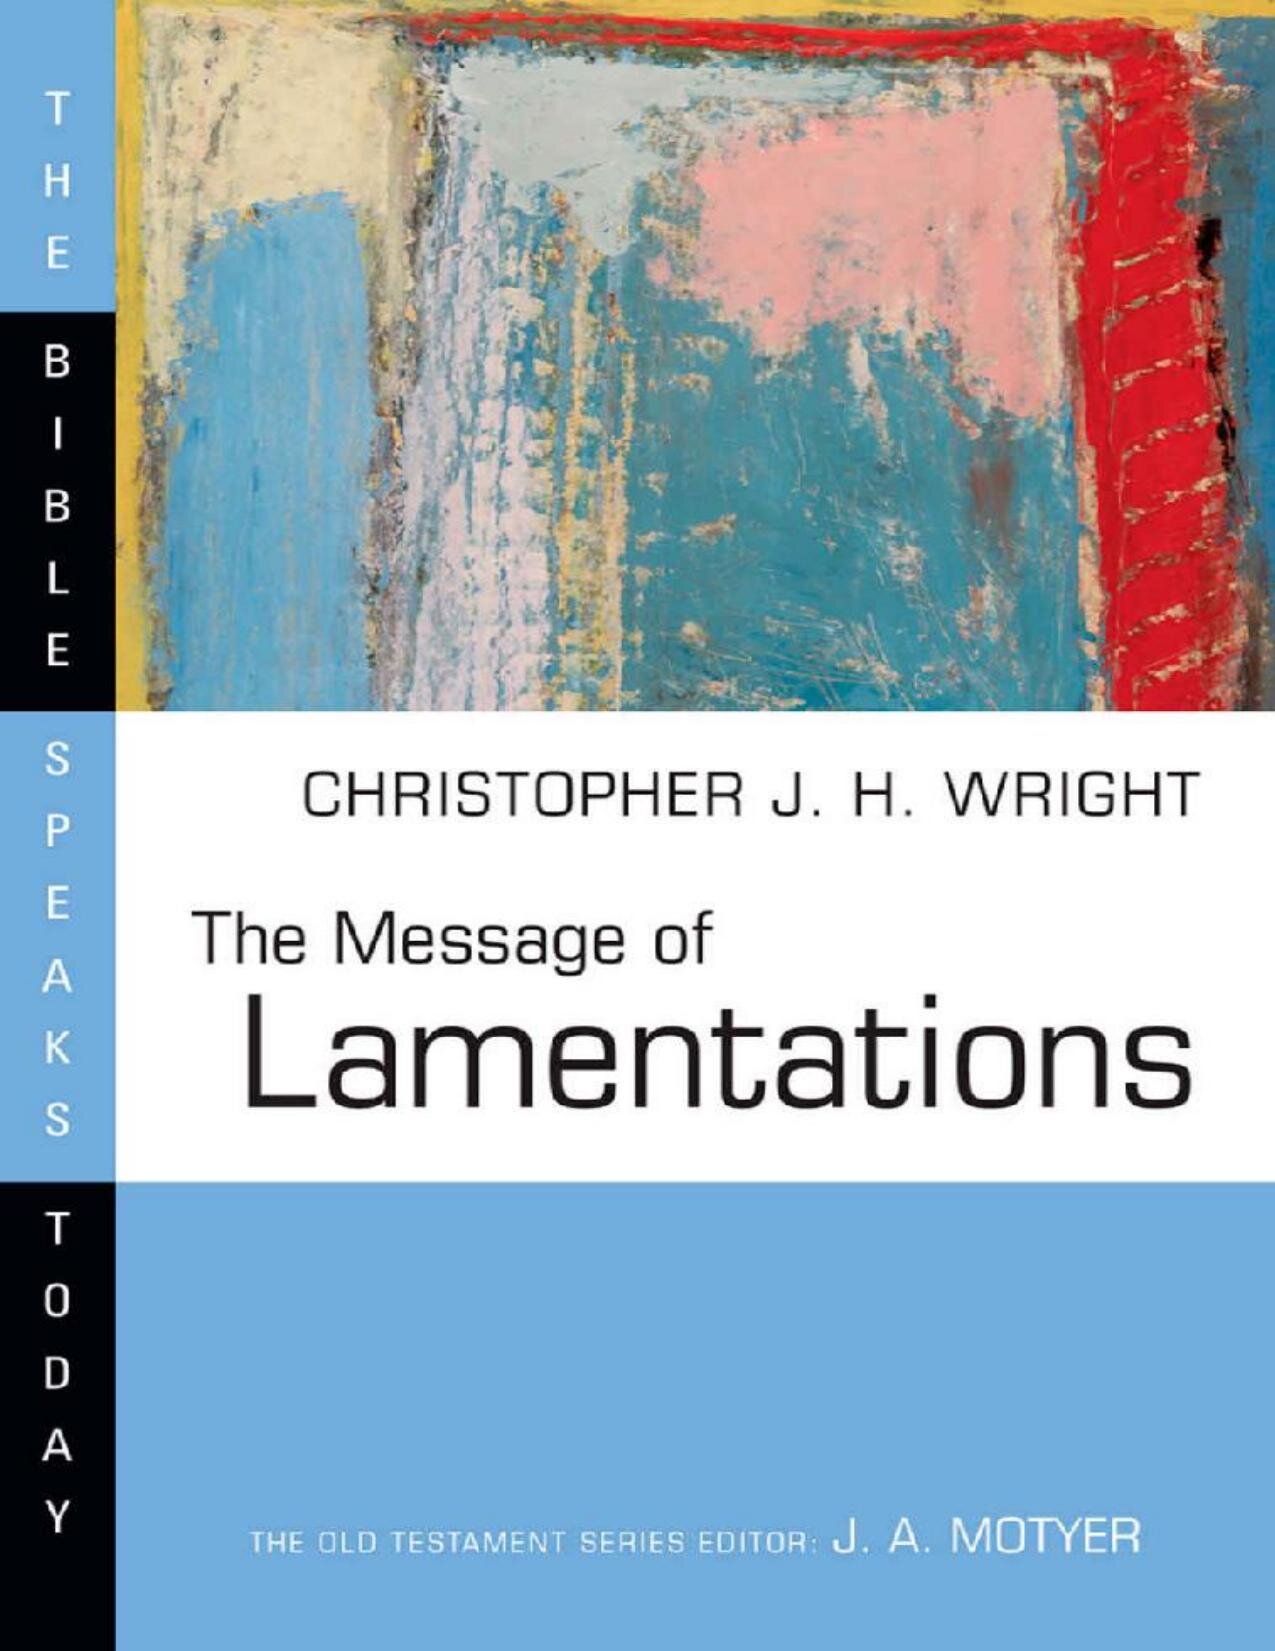 THE BIBLE SPEAKS TODAY
CHRISTOPHER J. H. WRIGHT
The Message of
Lamentations
THE OLD TESTAMENT SERIES EDITOR: J. A. MOTYER